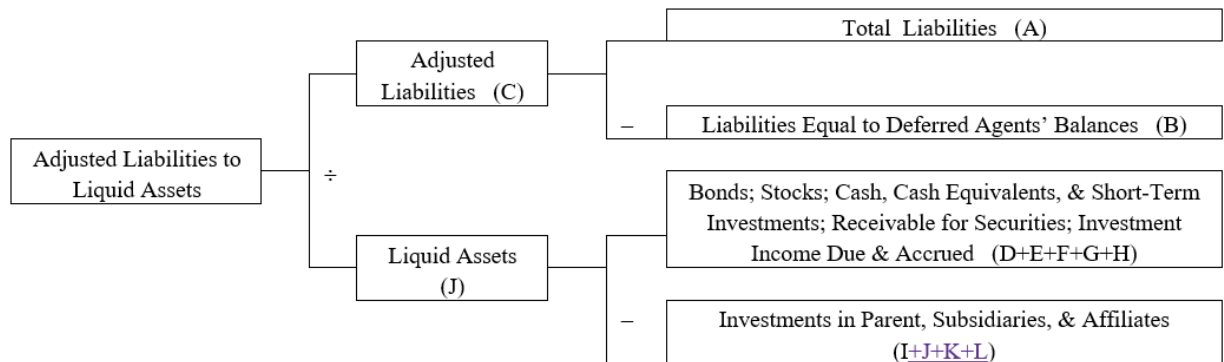 Total Liabilities (A)
Adjusted
Liabilities (C)
–
Liabilities Equal to Deferred Agents' Balances (B)
Adjusted Liabilities to
Liquid Assets
÷
Bonds; Stocks; Cash, Cash Equivalents, & Short-Term
Investments; Receivable for Securities; Investment
Income Due & Accrued (D+E+F+G+H)
Liquid Assets
(J)
–
Investments in Parent, Subsidiaries, & Affiliates
(I+J+K+L)